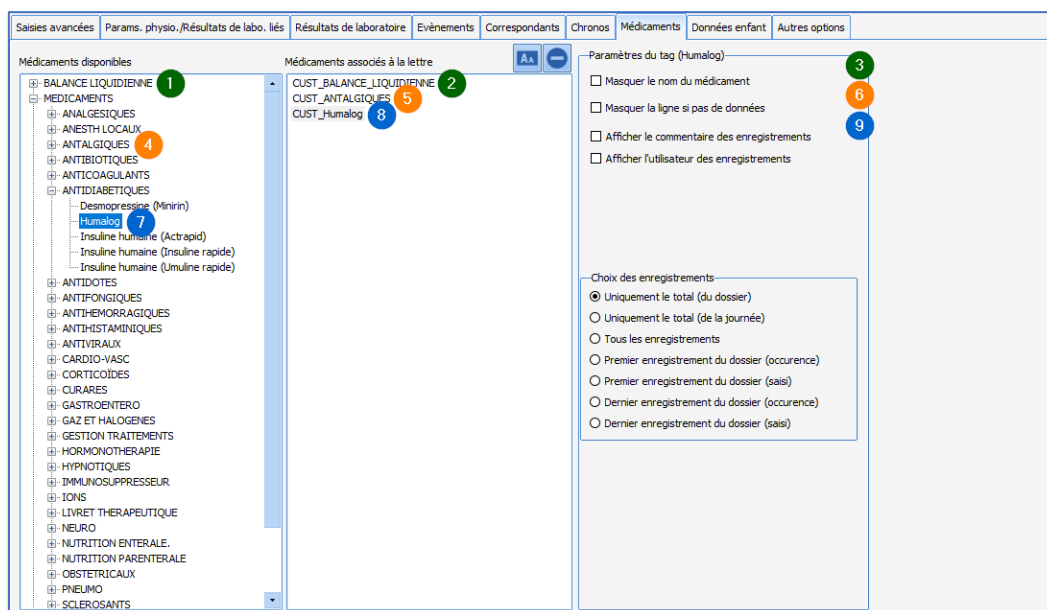 Saisies avancées Params. physio./Résultats de labo. liés Résultats de laboratoire Evènements Correspondants Chronos Médicaments Données enfant Autres options
Médicaments disponibles
BALANCE LIQUIDIENNE 1
MEDICAMENTS
ANALGESIQUES
ANESTH LOCAUX
ANTALGIQUES 4
ANTIBIOTIQUES
ANTICOAGULANTS
ANTIDIABETIQUES
Desmopressine (Minirin)
Humalog 7
Insuline humaine (Actrapid)
Insuline humaine (Insuline rapide)
Insuline humaine (Umuline rapide)
ANTIDOTES
ANTIFONGIQUES
ANTIHEMORRAGIQUES
ANTIHISTAMINIQUES
ANTIVIRAUX
CARDIO-VASC
CORTICOÏDES
CURARES
GASTROENTERO
GAZ ET HALOGENES
GESTION TRAITEMENTS
HORMONOTHERAPIE
HYPNOTIQUES
IMMUNOSUPPRESSEUR
IONS
LIVRET THERAPEUTIQUE
NEURO
NUTRITION ENTERALE.
NUTRITION PARENTERALE
OBSTETRICAUX
PNEUMO
SCLEROSANTS
Médicaments associés à la lettre AA
CUST_BALANCE_LIQUIDIENNE 2
CUST_ANTALGIQUES 5
CUST_Humalog 8
Paramètres du tag (Humalog) 3
Masquer le nom du médicament
6
Masquer la ligne si pas de données
9
Afficher le commentaire des enregistrements
Afficher l'utilisateur des enregistrements
Choix des enregistrements
Uniquement le total (du dossier)
Uniquement le total (de la journée)
Tous les enregistrements
Premier enregistrement du dossier (occurence)
Premier enregistrement du dossier (saisi)
Dernier enregistrement du dossier (occurence)
Dernier enregistrement du dossier (saisi)